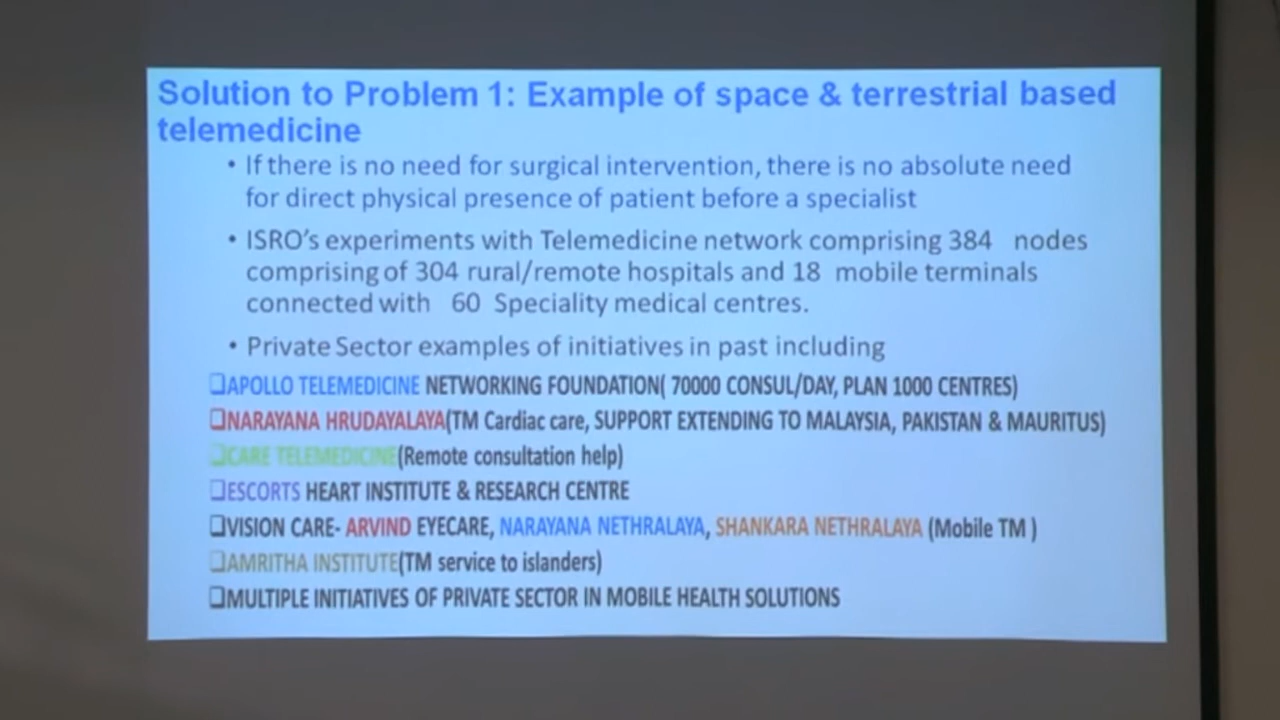 Solution to Problem 1: Example of space & terrestrial based
telemedicine
• If there is no need for surgical intervention, there is no absolute need
for direct physical presence of patient before a specialist
• ISRO's experiments with Telemedicine network comprising 384 nodes
comprising of 304 rural/remote hospitals and 18 mobile terminals
connected with 60 Speciality medical centres.
• Private Sector examples of initiatives in past including
❑APOLLO TELEMEDICINE NETWORKING FOUNDATION( 70000 CONSUL/DAY, PLAN 1000 CENTRES)
❑NARAYANA HRUDAYALAYA(TM Cardiac care, SUPPORT EXTENDING TO MALAYSIA, PAKISTAN & MAURITUS)
❑CARE TELEMEDICINE(Remote consultation help)
❑ESCORTS HEART INSTITUTE & RESEARCH CENTRE
❑VISION CARE- ARVIND EYECARE, NARAYANA NETHRALAYA, SHANKARA NETHRALAYA (Mobile TM )
❑AMRITHA INSTITUTE(TM service to islanders)
❑MULTIPLE INITIATIVES OF PRIVATE SECTOR IN MOBILE HEALTH SOLUTIONS